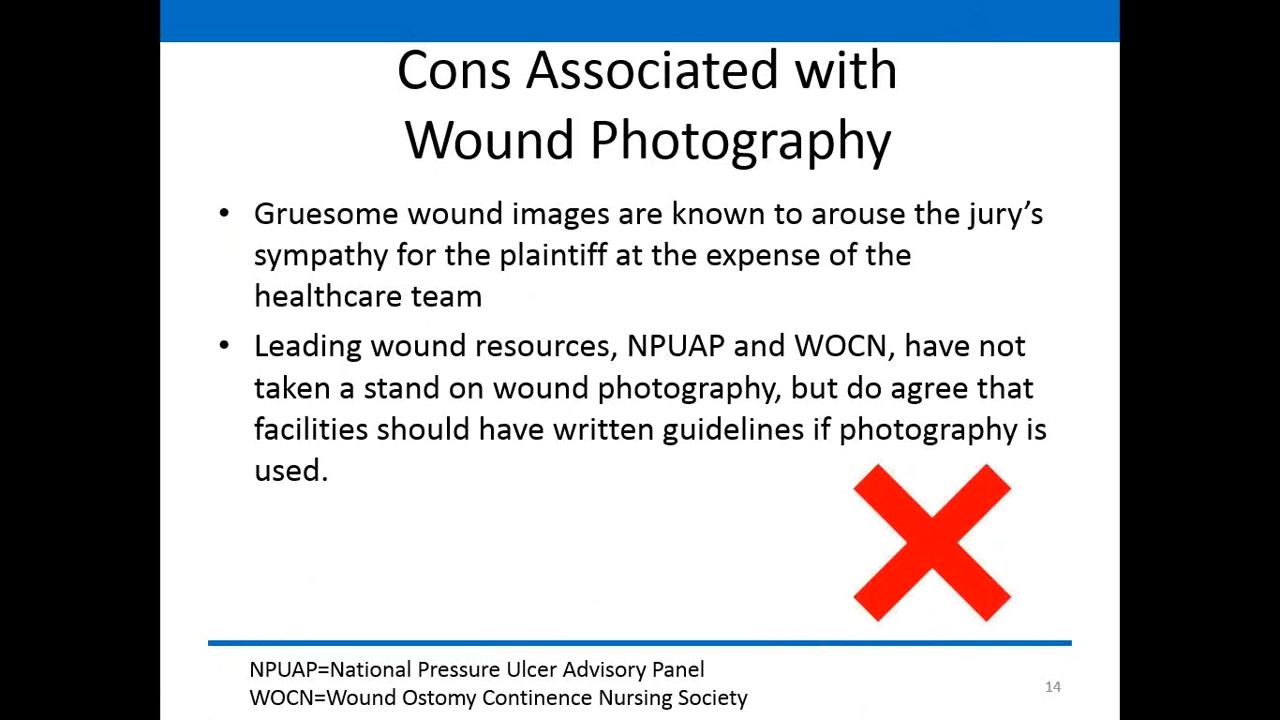 Cons Associated with
Wound Photography
• Gruesome wound images are known to arouse the jury’s
sympathy for the plaintiff at the expense of the
healthcare team
• Leading wound resources, NPUAP and WOCN, have not
taken a stand on wound photography, but do agree that
facilities should have written guidelines if photography is
used.
NPUAP=National Pressure Ulcer Advisory Panel
WOCN=Wound Ostomy Continence Nursing Society
14